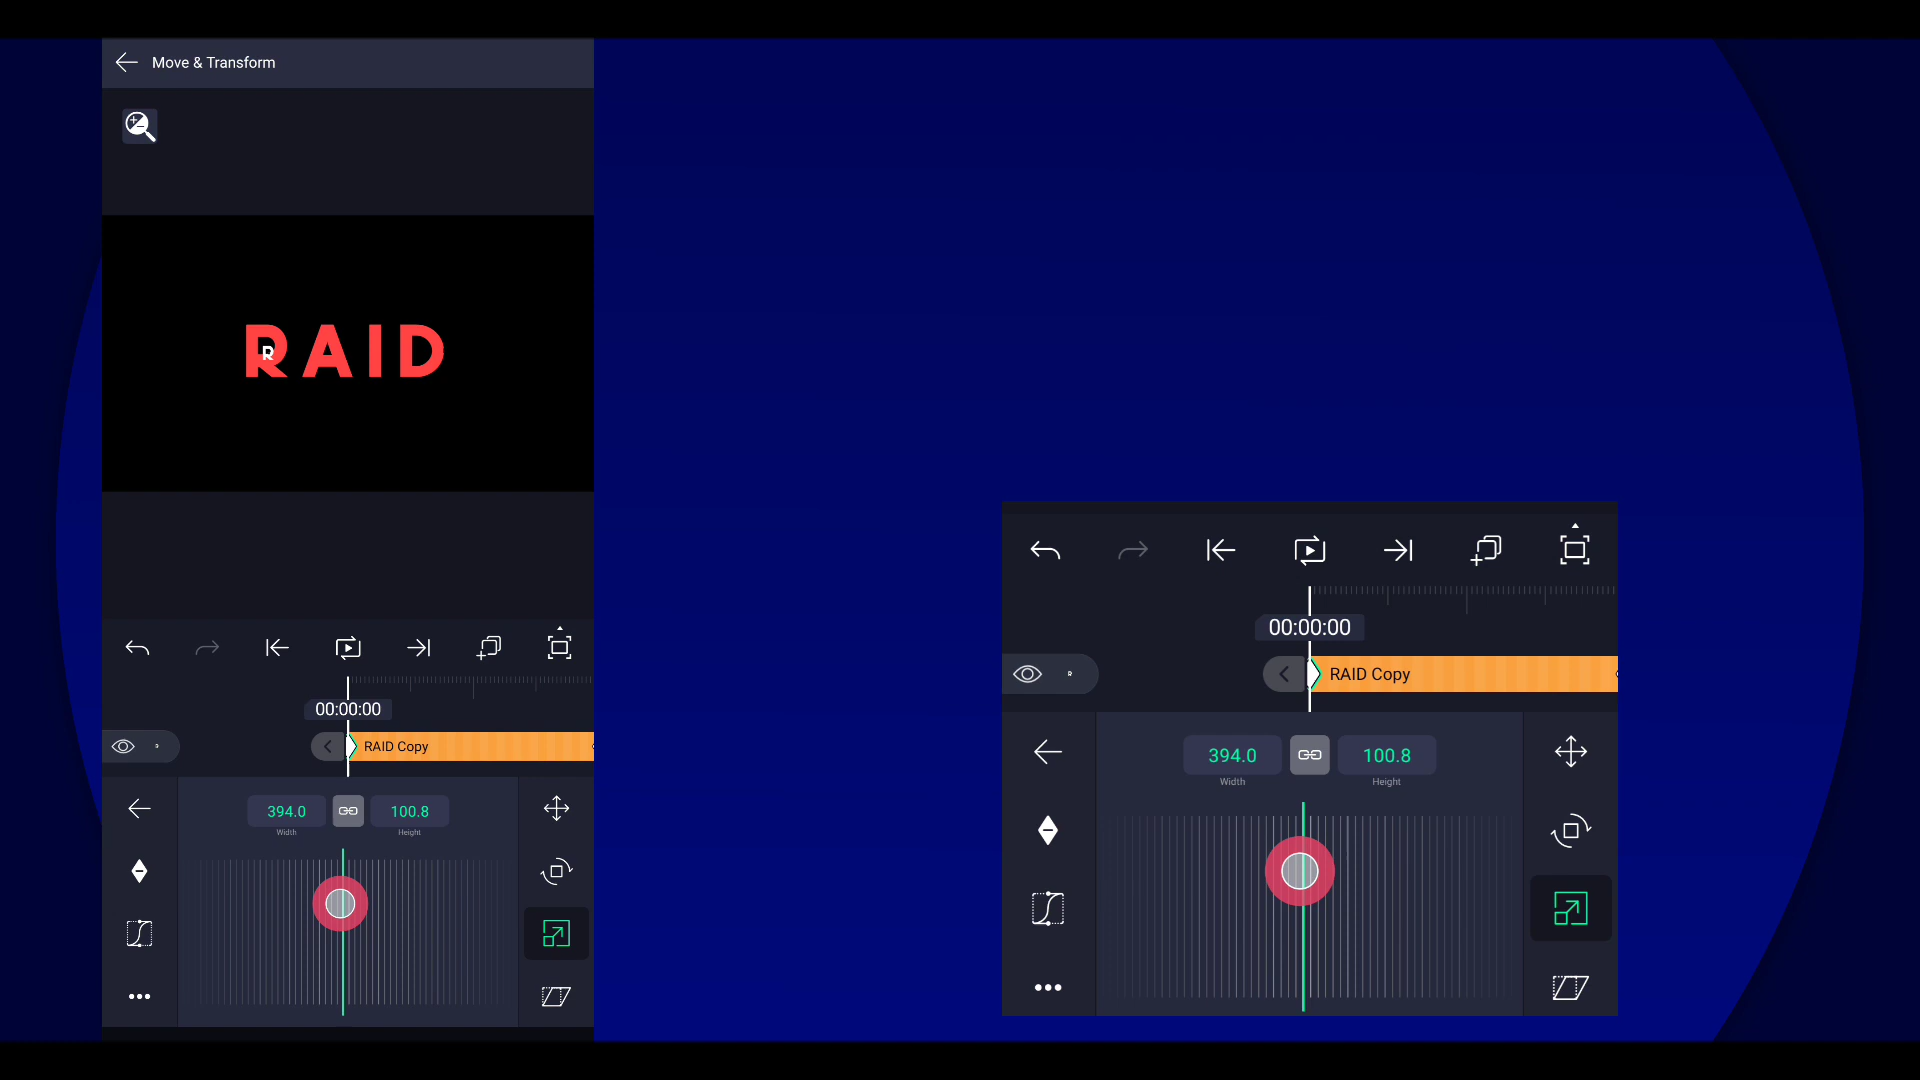 Move & Transform
RAID
R
00:00:00
RAID Copy
394.0
100.8
Width
Height
00:00:00
R
RAID Copy
394.0
100.8
Width
Height